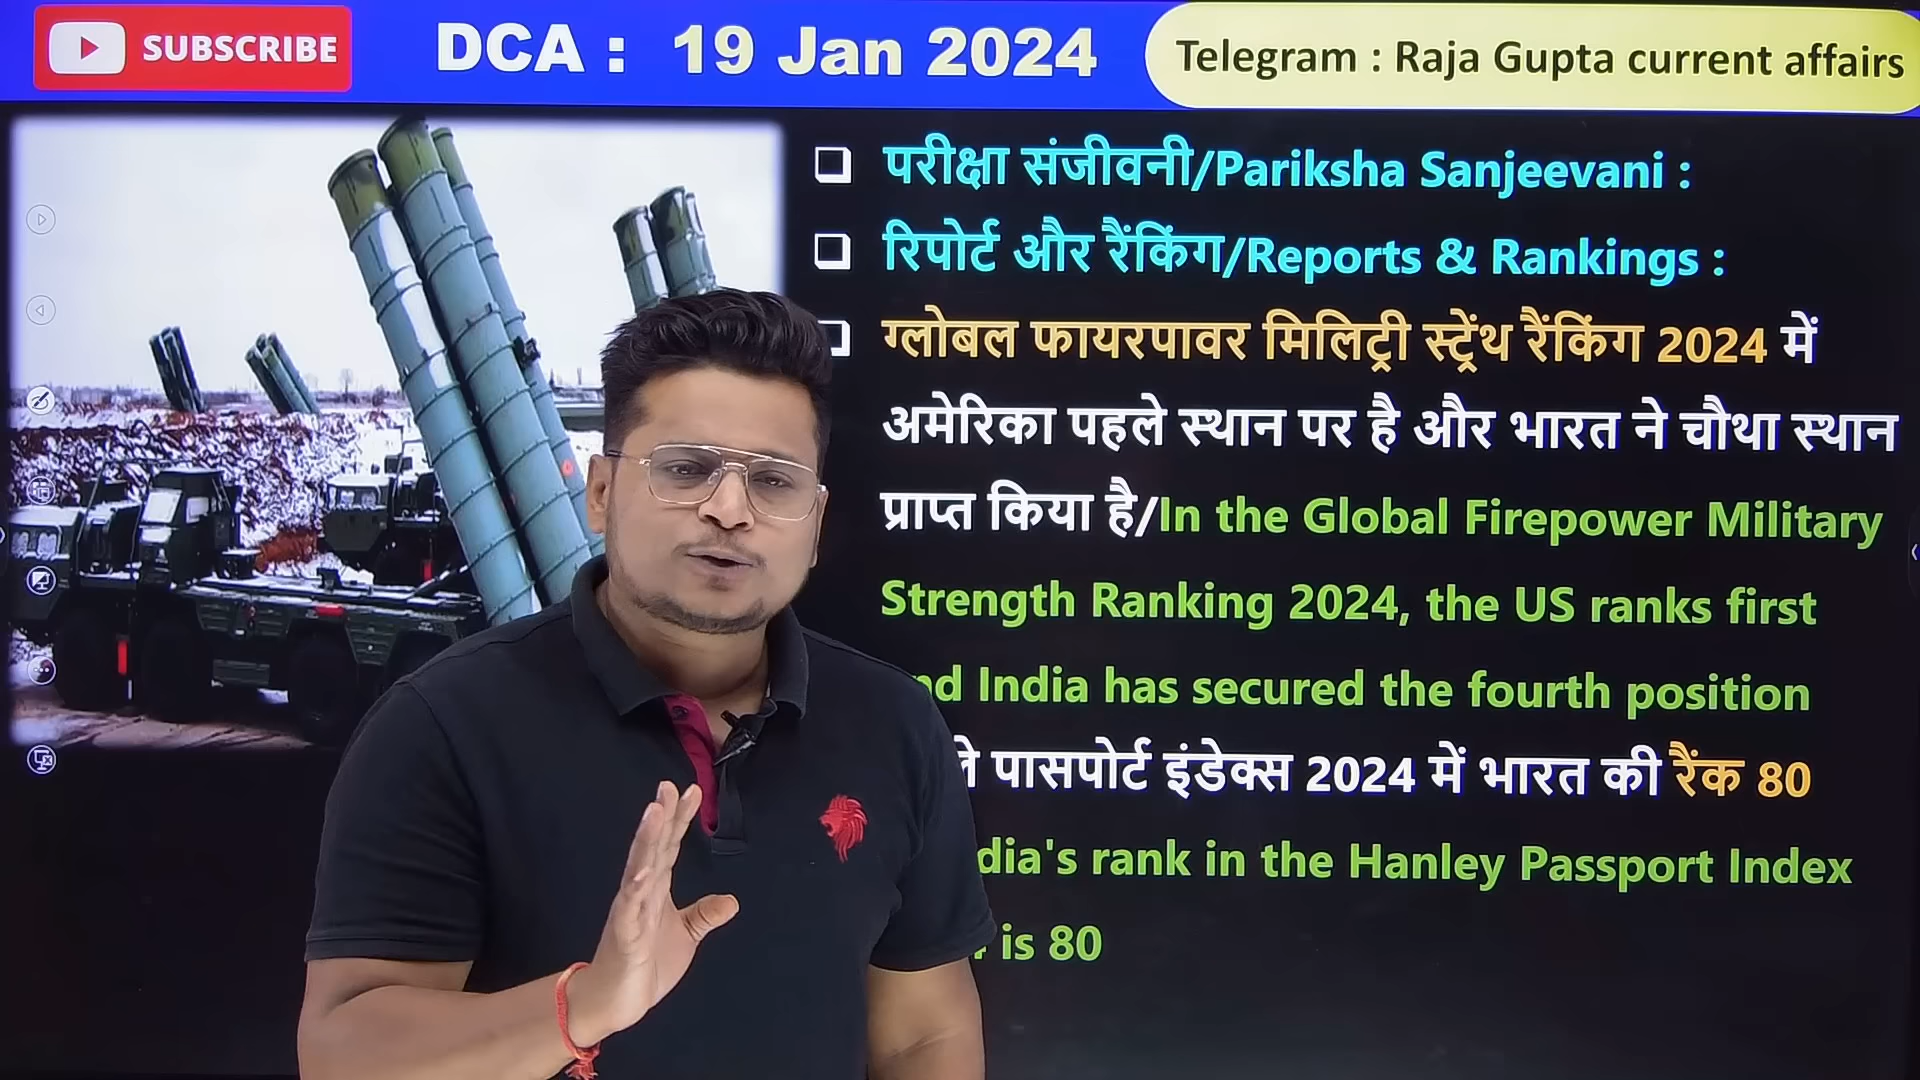 SUBSCRIBE
DCA : 19 Jan 2024
Telegram : Raja Gupta current affairs
परीक्षा संजीवनी/Pariksha Sanjeevani :
रिपोर्ट और रैंकिंग/Reports & Rankings :
ग्लोबल फायरपावर मिलिट्री स्ट्रेंथ रैंकिंग 2024 में
अमेरिका पहले स्थान पर है और भारत ने चौथा स्थान
प्राप्त किया है/In the Global Firepower Military
Strength Ranking 2024, the US ranks first
India has secured the fourth position
पासपोर्ट इंडेक्स 2024 में भारत की रैंक 80
rank in the Hanley Passport Index
is 80